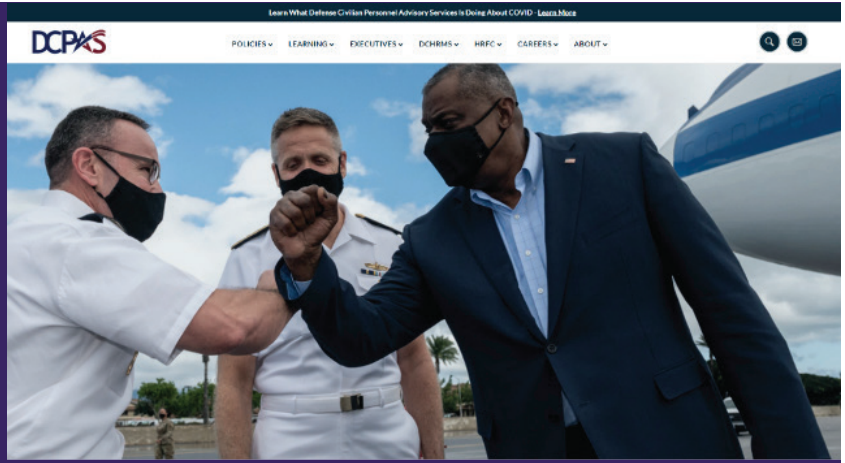 Learn What Defense Civilian Personnel Advisory Services Is Doing About COVID - Learn More
DCPAS
POLICIES LEARNING EXECUTIVES DCHRMS HRFC CAREERS ABOUT